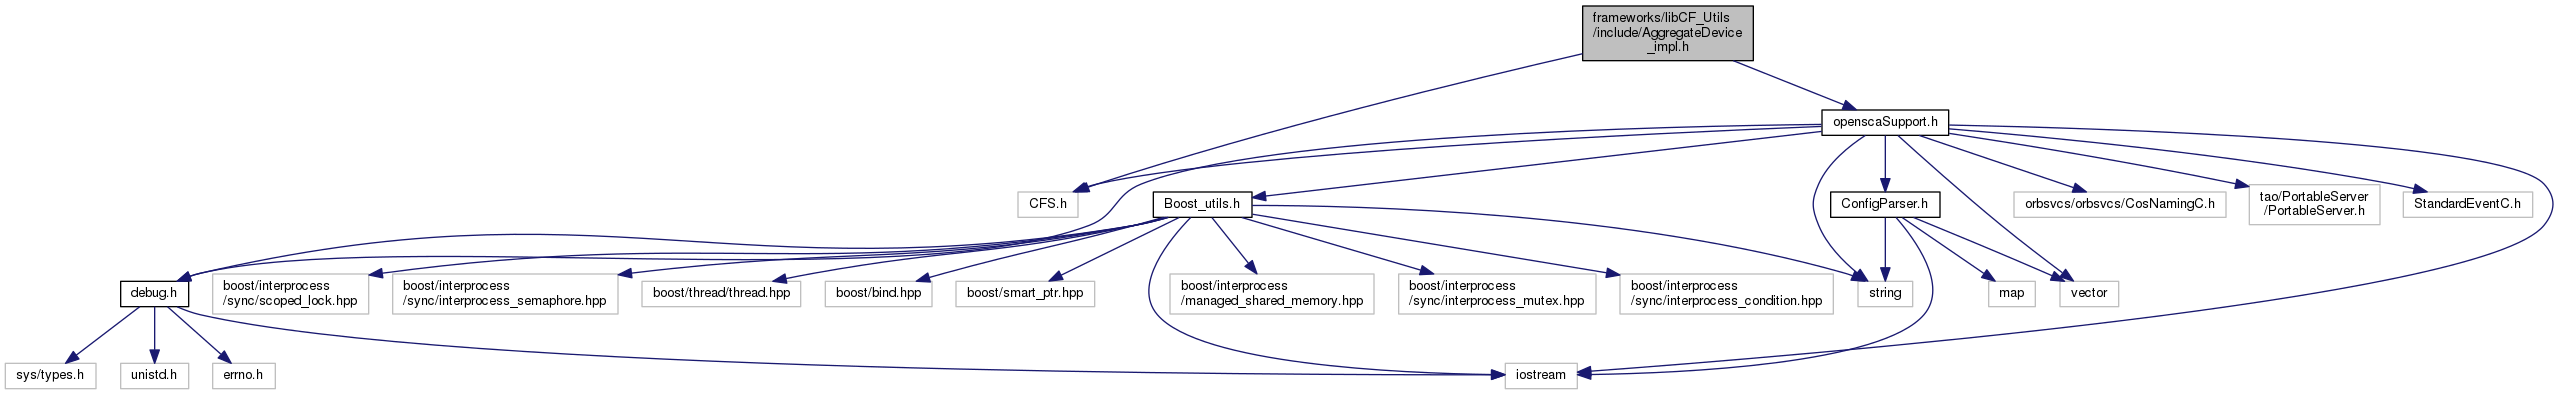 frameworks/libCF_Utils
/include/AggregateDevice
_impl.h
openscaSupport.h
CFS.h
Boost_utils.h
ConfigParser.h
orbsvcs/orbsvcs/CosNamingC.h
tao/PortableServer
/PortableServer.h
StandardEventC.h
debug.h
boost/interprocess
/sync/scoped_lock.hpp
boost/interprocess
/sync/interprocess_semaphore.hpp
boost/thread/thread.hpp
boost/bind.hpp
boost/smart_ptr.hpp
boost/interprocess
/managed_shared_memory.hpp
boost/interprocess
/sync/interprocess_mutex.hpp
boost/interprocess
/sync/interprocess_condition.hpp
string
map
vector
sys/types.h
unistd.h
errno.h
iostream